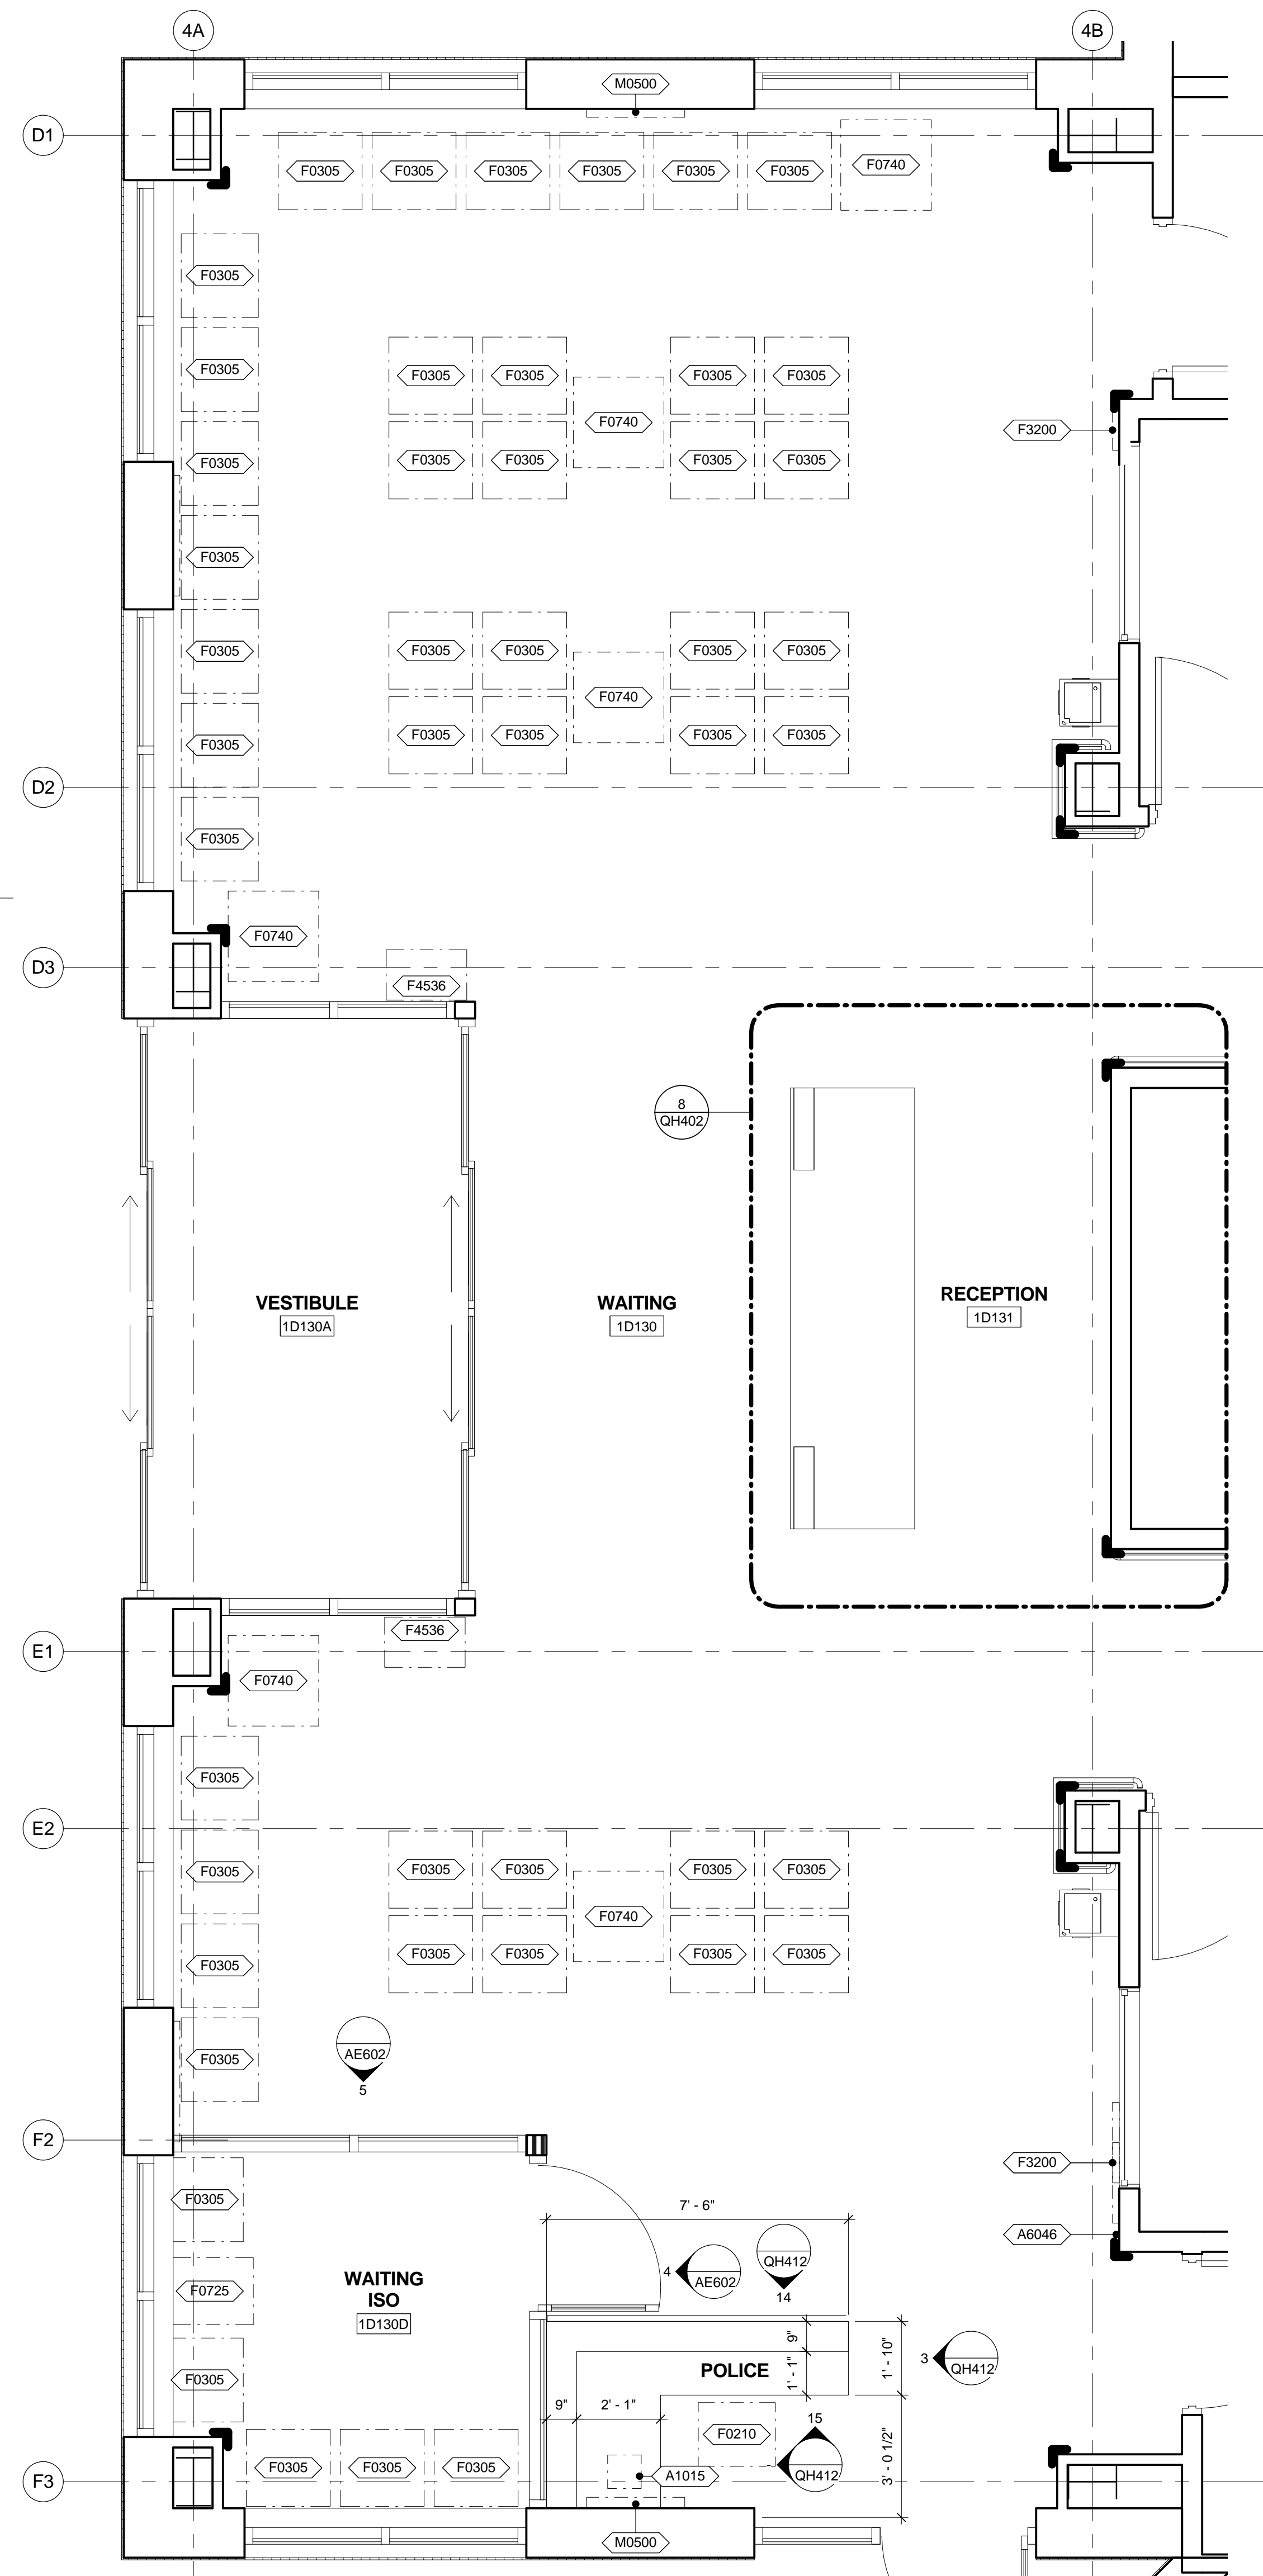 4A
4B
M0500
D1
F0305
F0305
F0305
F0305
F0305
F0305
F0740
F0305
F0305
F0305
F0305
F0305
F0305
F0740
F3200
F0305
F0305
F0305
F0305
F0305
F0305
F0305
F0305
F0305
F0305
F0740
F0305
F0305
F0305
F0305
F0305
D2
F0305
F0740
D3
F4536
8
QH402
VESTIBULE
1D130A
WAITING
1D130
RECEPTION
1D131
F4536
E1
F0740
F0305
E2
F0305
F0305
F0305
F0305
F0305
F0740
F0305
F0305
F0305
F0305
F0305
AE602
5
F0305
F2
F3200
F0305
7' - 6"
A6046
QH412
14
4
AE602
F0725
WAITING
ISO
1D130D
9"
1' - 10"
3
QH412
POLICE
1' - 1"
F0305
9"
2' - 1"
15
F0210
3' - 0 1/2"
F0305
F0305
F0305
-
QH412
A1015
F3
M0500